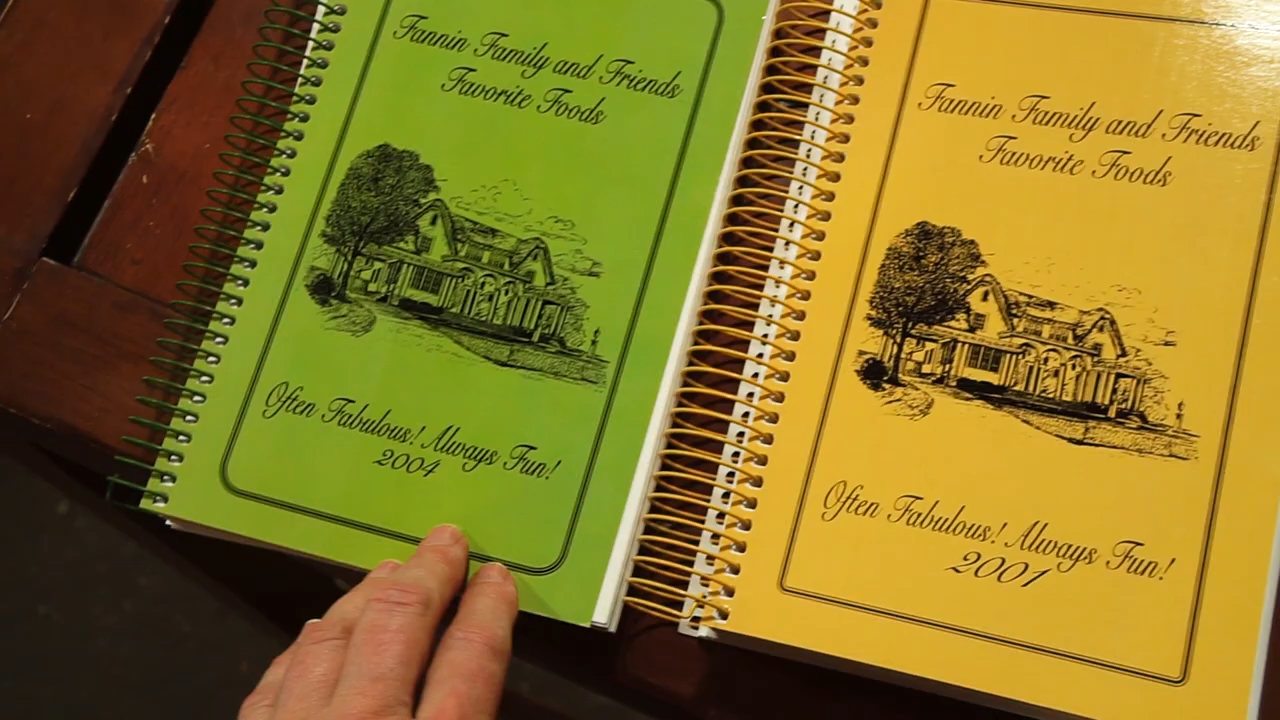 Fannin Family and Friends
Favorite Foods
Often Fabulous! Always Fun!
2004
Fannin Family and Friends
Favorite Foods
Often Fabulous! Always Fun!
2001